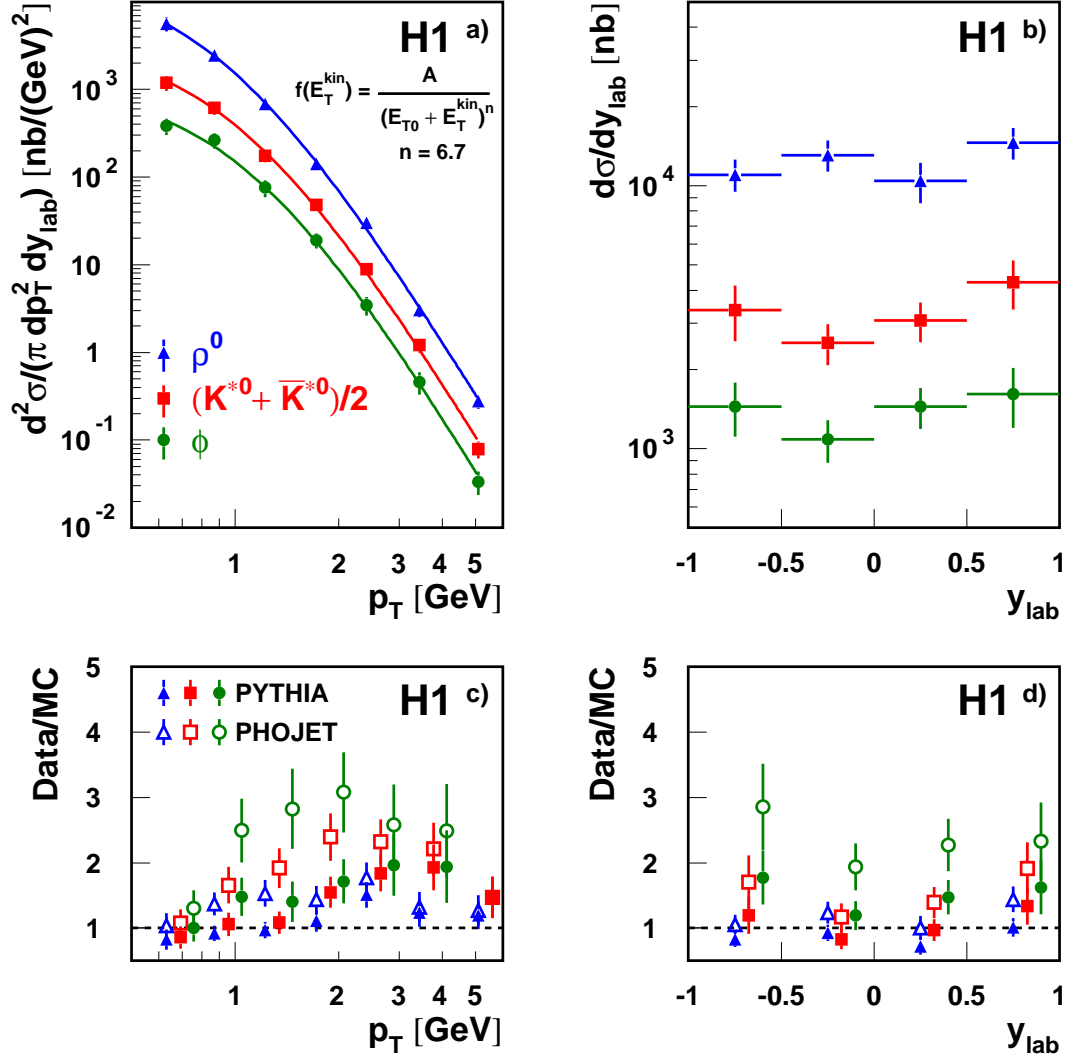 H1 a)
f(E_T^kin) = A / (E_T0 + E_T^kin)^n
n = 6.7
d²σ/(π dp_T² dy_lab) [nb/(GeV)²]
10³
10²
10
1
10⁻¹
10⁻²
ρ⁰
(K*⁰ + K̅*⁰)/2
ϕ
1 2 3 4 5
p_T [GeV]
H1 b)
dσ/dy_lab [nb]
10⁴
10³
-1 -0.5 0 0.5 1
y_lab
H1 c)
Data/MC
PYTHIA
PHOJET
5
4
3
2
1
1 2 3 4 5
p_T [GeV]
H1 d)
Data/MC
5
4
3
2
1
-1 -0.5 0 0.5 1
y_lab